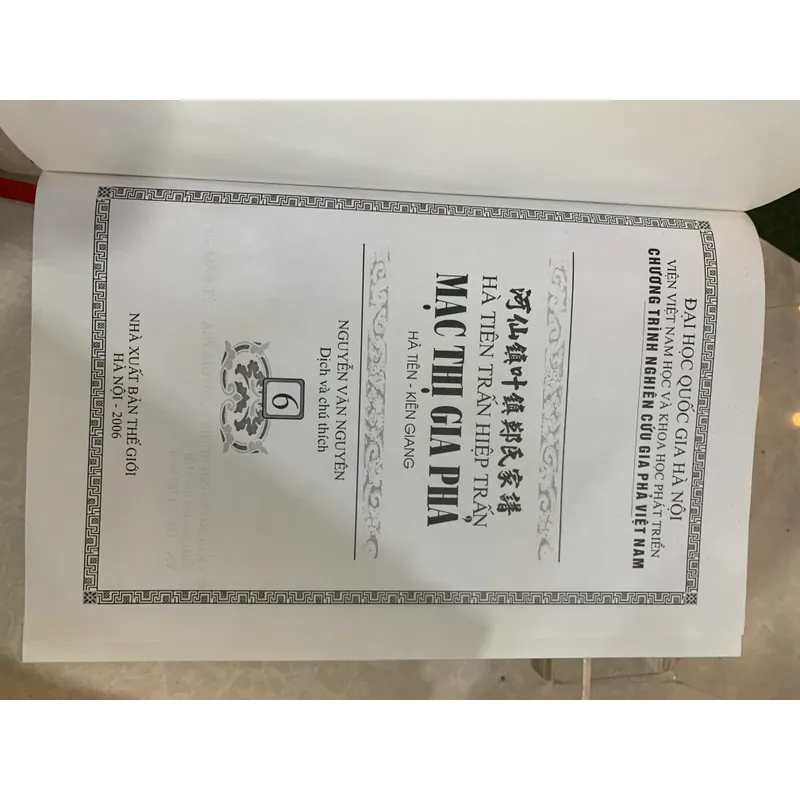 ĐẠI HỌC QUỐC GIA HÀ NỘI
VIỆN VIỆT NAM HỌC VÀ KHOA HỌC PHÁT TRIỂN
CHƯƠNG TRÌNH NGHIÊN CỨU GIA PHẢ VIỆT NAM
河仙镇叶镇鄚氏家譜
HÀ TIÊN TRẤN HIỆP TRẤN
MẠC THỊ GIA PHẢ
HÀ TIÊN - KIÊN GIANG
NGUYỄN VĂN NGUYÊN
Dịch và chú thích
6
NHÀ XUẤT BẢN THẾ GIỚI
HÀ NỘI - 2006